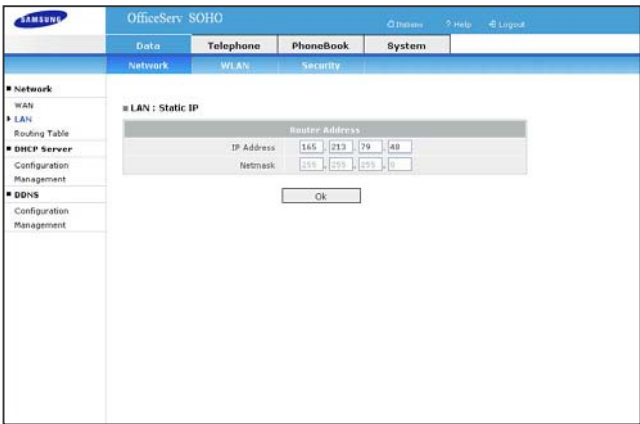 SAMSUNG
OfficeServ SOHO
? Help
Logout
Data Telephone PhoneBook System
Network WLAN Security
Network
WAN
LAN
Routing Table
DHCP Server
Configuration
Management
DDNS
Configuration
Management
LAN : Static IP
Router Address
IP Address 165 . 213 . 79 . 48
Netmask 255 . 255 . 255 . 0
Ok